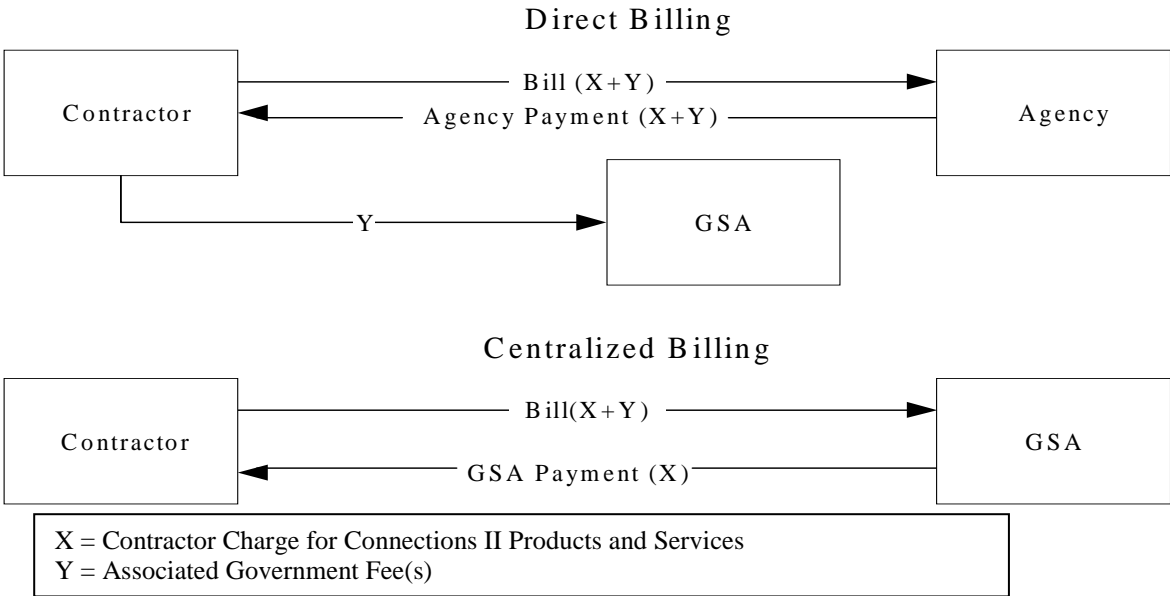 Direct Billing
Bill (X+Y)
Contractor
Agency Payment (X+Y)
Agency
Y
GSA
Centralized Billing
Bill(X+Y)
Contractor
GSA
GSA Payment (X)
X = Contractor Charge for Connections II Products and Services
Y = Associated Government Fee(s)